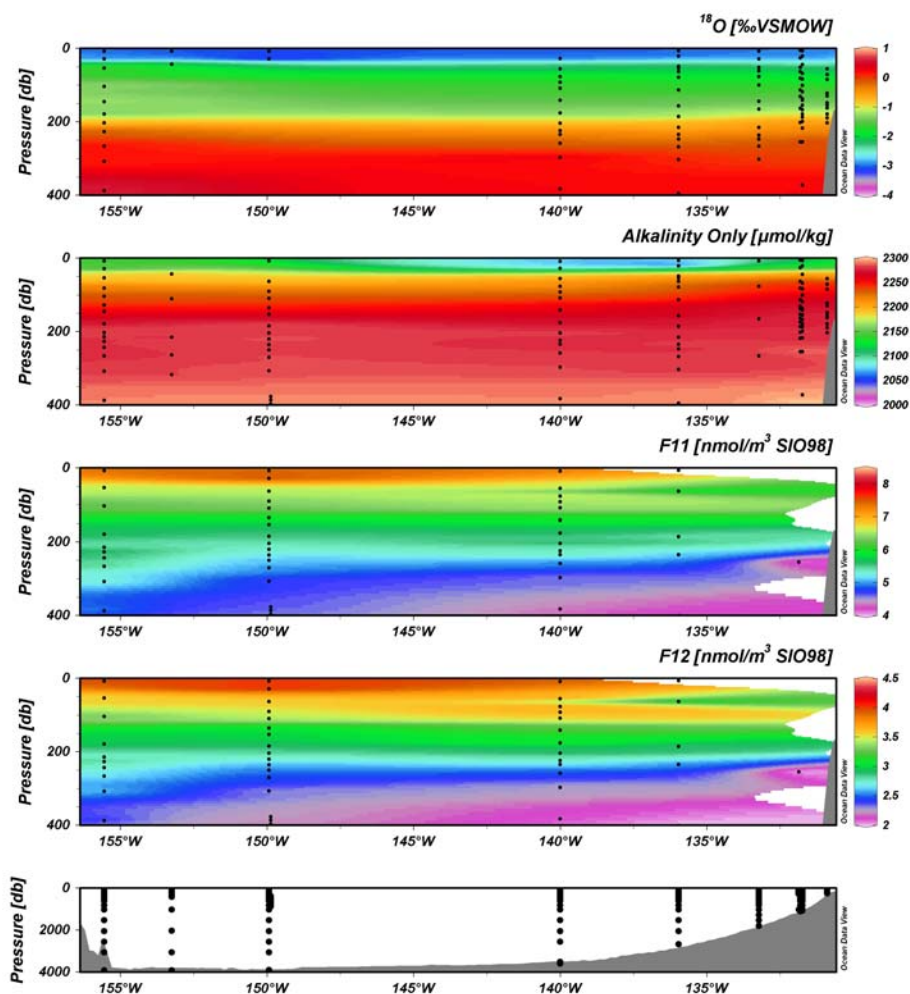 ¹⁸O [‰VSMOW]
0
200
400
Pressure [db]
155°W 150°W 145°W 140°W 135°W
Ocean Data View
1
0
-1
-2
-3
-4
Alkalinity Only [µmol/kg]
0
200
400
Pressure [db]
155°W 150°W 145°W 140°W 135°W
Ocean Data View
2300
2250
2200
2150
2100
2050
2000
F11 [nmol/m³ SIO98]
0
200
400
Pressure [db]
155°W 150°W 145°W 140°W 135°W
Ocean Data View
8
7
6
5
4
F12 [nmol/m³ SIO98]
0
200
400
Pressure [db]
155°W 150°W 145°W 140°W 135°W
Ocean Data View
4.5
4
3.5
3
2.5
2
0
2000
4000
Pressure [db]
155°W 150°W 145°W 140°W 135°W
Ocean Data View